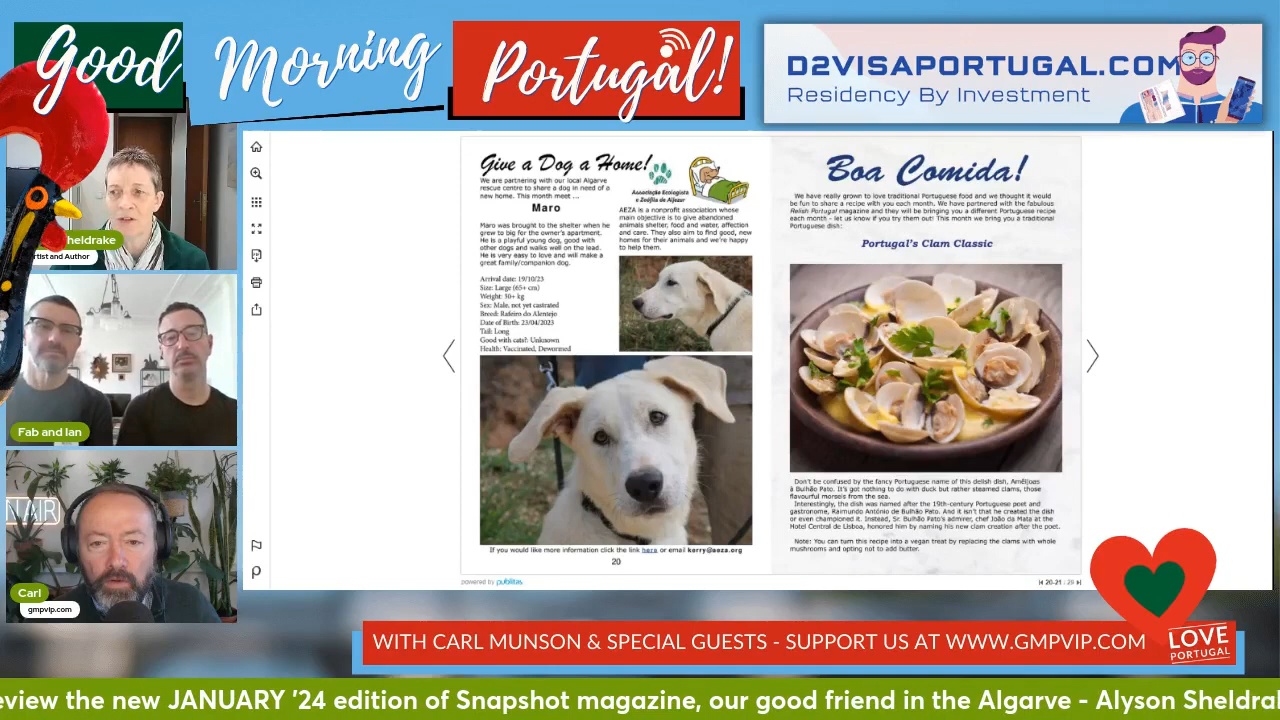 Good Morning Portugal!
D2VISAPORTUGAL.COM
Residency By Investment
heldrake
rtist and Author
Fab and Ian
NAIR
Carl
gmpvip.com
Give a Dog a Home!
We are partnering with our local Algarve
rescue centre to share a dog in need of a
new home. This month meet ...
Maro
Maro was brought to the shelter when he
grew to big for the owner's apartment.
He is a playful young dog, good with
other dogs and walks well on the lead.
He is very easy to love and will make a
great family/companion dog.
Arrival date: 19/10/23
Size: Large (65+ cm)
Weight: 30+ kg
Sex: Male, not yet castrated
Breed: Rafeiro do Alentejo
Date of Birth: 23/04/2023
Tail: Long
Good with cats?: Unknown
Health: Vaccinated, Dewormed
Associação Ecologista
e Zoófila de Aljezur
AEZA is a nonprofit association whose
main objective is to give abandoned
animals shelter, food and water, affection
and care. They also aim to find good, new
homes for their animals and we're happy
to help them.
If you would like more information click the link here or email kerry@aeza.org
20
Boa Comida!
We have really grown to love traditional Portuguese food and we thought it would
be fun to share a recipe with you each month. We have partnered with the fabulous
Relish Portugal magazine and they will be bringing you a different Portuguese recipe
each month - let us know if you try them out! This month we bring you a traditional
Portuguese dish:
Portugal's Clam Classic
Don't be confused by the fancy Portuguese name of this delish dish, Amêijoas
à Bulhão Pato. It's got nothing to do with duck but rather steamed clams, those
flavourful morsels from the sea.
Interestingly, the dish was named after the 19th-century Portuguese poet and
gastronome, Raimundo António de Bulhão Pato. And it isn't that he created the dish
or even championed it. Instead, Sr. Bulhão Pato's admirer, chef João da Mata at the
Hotel Central de Lisboa, honored him by naming his new clam creation after the poet.
Note: You can turn this recipe into a vegan treat by replacing the clams with whole
mushrooms and opting not to add butter.
powered by publitas
20-21 / 29
WITH CARL MUNSON & SPECIAL GUESTS - SUPPORT US AT WWW.GMPVIP.COM
LOVE
PORTUGAL
eview the new JANUARY '24 edition of Snapshot magazine, our good friend in the Algarve - Alyson Sheldra